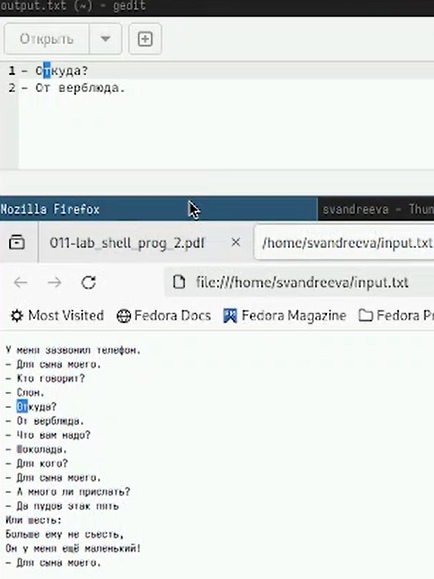 output.txt (~) - gedit
Открыть
1 - Откуда?
2 - От верблюда.
Mozilla Firefox
svandreeva - Thun
011-lab_shell_prog_2.pdf
/home/svandreeva/input.txt
file:///home/svandreeva/input.txt
Most Visited Fedora Docs Fedora Magazine Fedora Pr
У меня зазвонил телефон.
- Для сына моего.
- Кто говорит?
- Слон.
- Откуда?
- От верблюда.
- Что вам надо?
- Шоколада.
- Для кого?
- Для сына моего.
- А много ли прислать?
- Да пудов этак пять
Или шесть:
Больше ему не съесть,
Он у меня ещё маленький!
- Для сына моего.